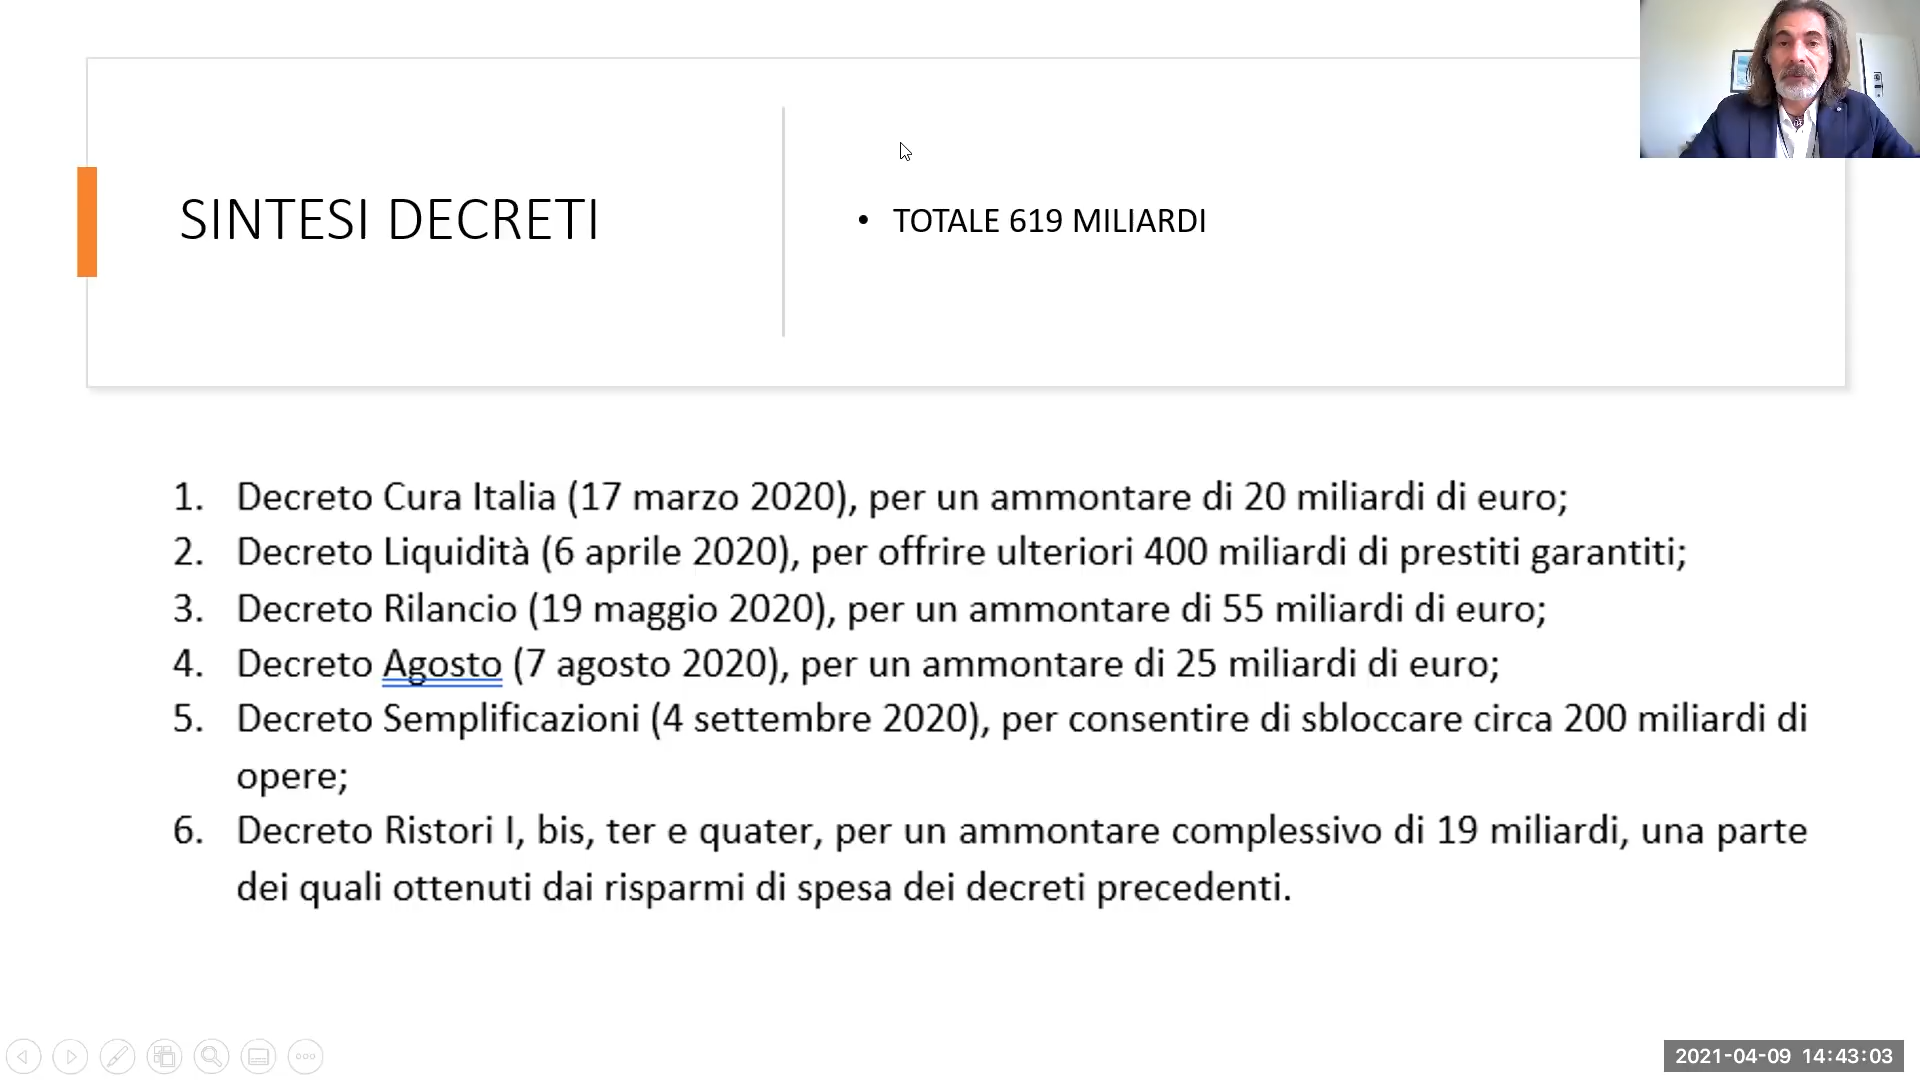 SINTESI DECRETI
• TOTALE 619 MILIARDI
1. Decreto Cura Italia (17 marzo 2020), per un ammontare di 20 miliardi di euro;
2. Decreto Liquidità (6 aprile 2020), per offrire ulteriori 400 miliardi di prestiti garantiti;
3. Decreto Rilancio (19 maggio 2020), per un ammontare di 55 miliardi di euro;
4. Decreto Agosto (7 agosto 2020), per un ammontare di 25 miliardi di euro;
5. Decreto Semplificazioni (4 settembre 2020), per consentire di sbloccare circa 200 miliardi di
opere;
6. Decreto Ristori I, bis, ter e quater, per un ammontare complessivo di 19 miliardi, una parte
dei quali ottenuti dai risparmi di spesa dei decreti precedenti.
2021-04-09 14:43:03